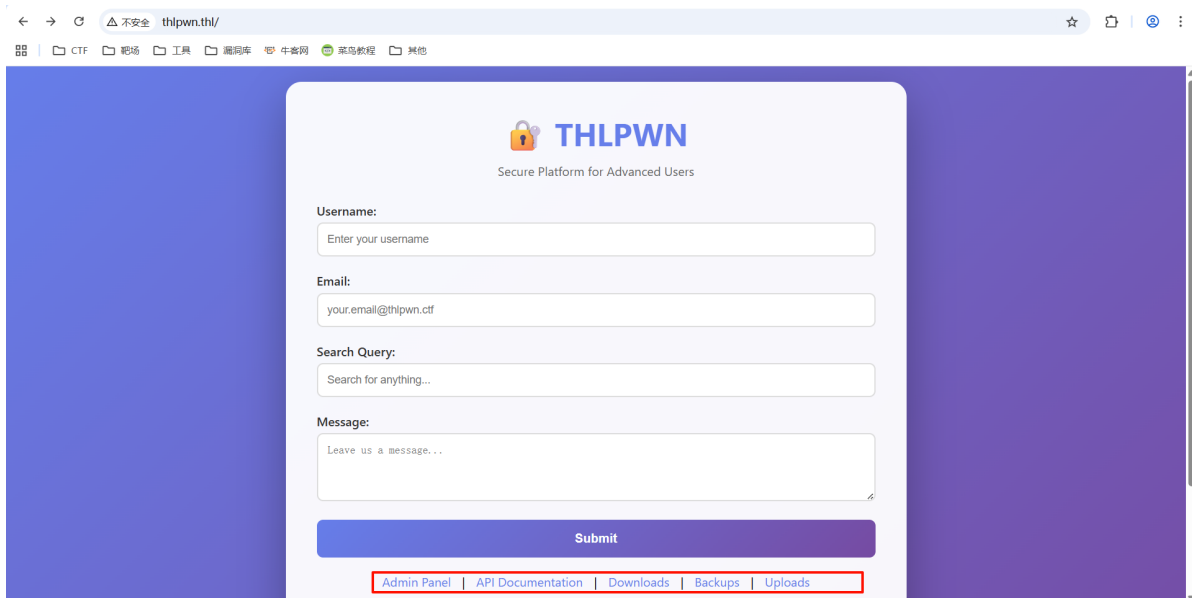 不安全 thlpwn.thl/
CTF 靶场 工具 漏洞库 牛客网 菜鸟教程 其他
THLPWN
Secure Platform for Advanced Users
Username:
Enter your username
Email:
your.email@thlpwn.ctf
Search Query:
Search for anything...
Message:
Leave us a message...
Submit
Admin Panel | API Documentation | Downloads | Backups | Uploads